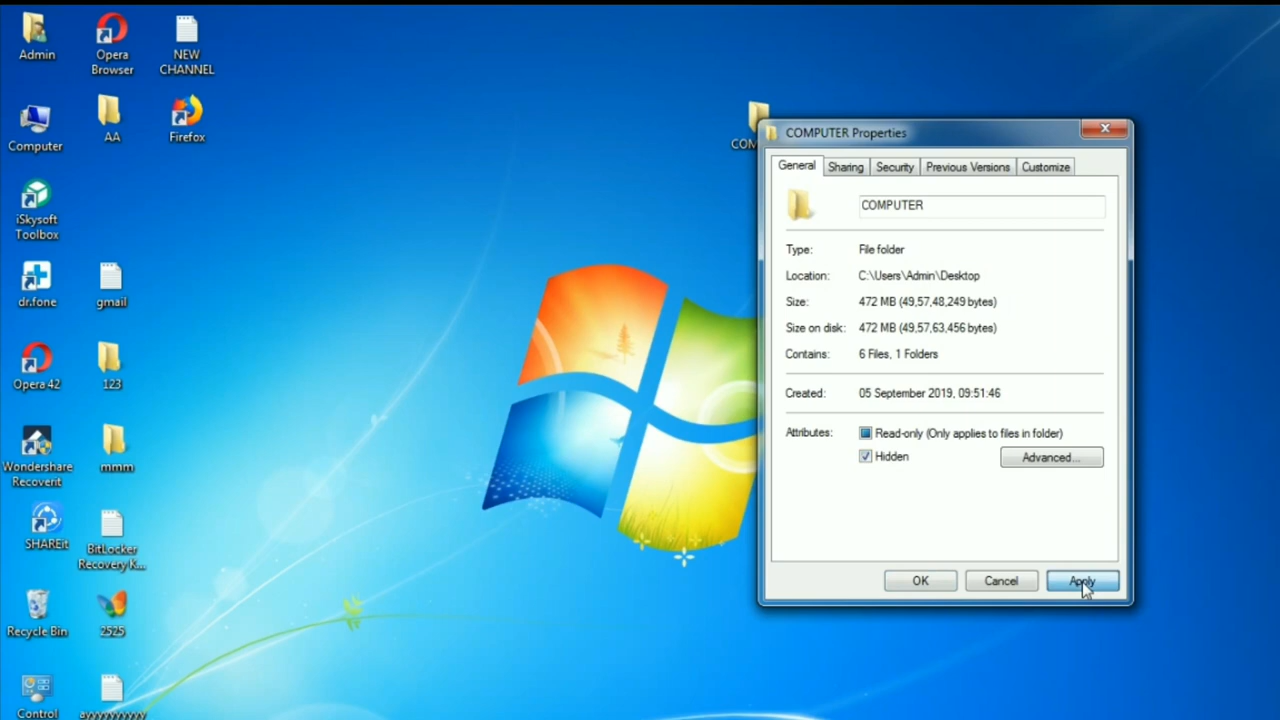 Admin
Opera
Browser
NEW
CHANNEL
Computer
AA
Firefox
iSkysoft
Toolbox
dr.fone
gmail
Opera 42
123
Wondershare
Recoverit
mmm
SHAREit
BitLocker
Recovery K...
Recycle Bin
2525
Control
COM
COMPUTER Properties
General
Sharing
Security
Previous Versions
Customize
COMPUTER
Type: File folder
Location: C:\Users\Admin\Desktop
Size: 472 MB (49,57,48,249 bytes)
Size on disk: 472 MB (49,57,63,456 bytes)
Contains: 6 Files, 1 Folders
Created: 05 September 2019, 09:51:46
Attributes: Read-only (Only applies to files in folder)
Hidden
Advanced...
OK
Cancel
Apply